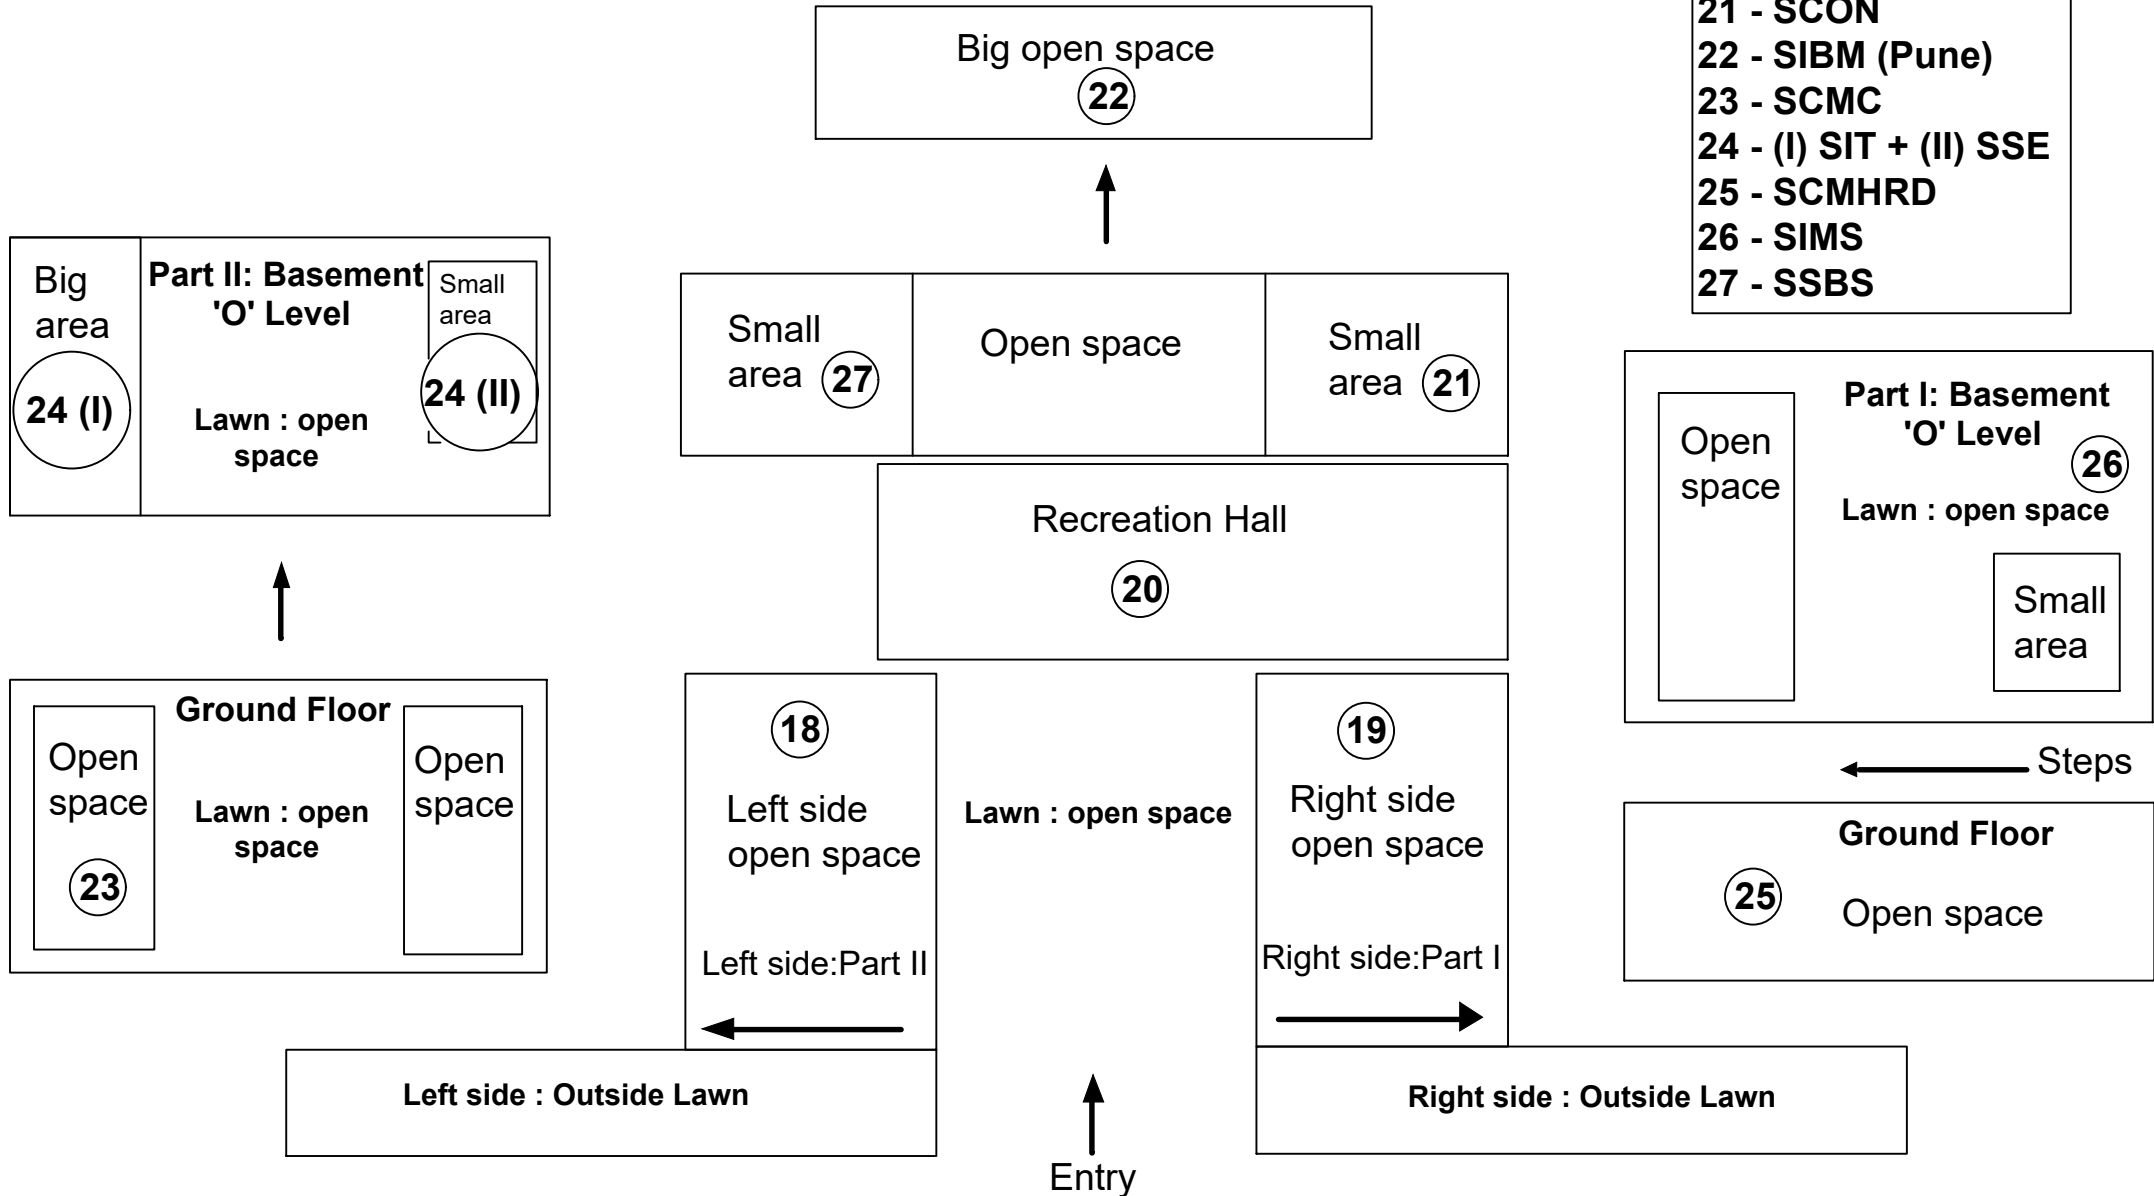 21 - SCON
22 - SIBM (Pune)
23 - SCMC
24 - (I) SIT + (II) SSE
25 - SCMHRD
26 - SIMS
27 - SSBS
Big open space
22
Big
area
24 (I)
Part II: Basement
'O' Level
Lawn : open
space
Small
area
24 (II)
Small
area
27
Open space
Small
area
21
Recreation Hall
20
Open
space
Part I: Basement
'O' Level
26
Lawn : open space
Small
area
Steps
Ground Floor
Open
space
23
Lawn : open
space
Open
space
18
Left side
open space
Left side:Part II
Lawn : open space
19
Right side
open space
Right side:Part I
Ground Floor
25
Open space
Left side : Outside Lawn
Right side : Outside Lawn
Entry